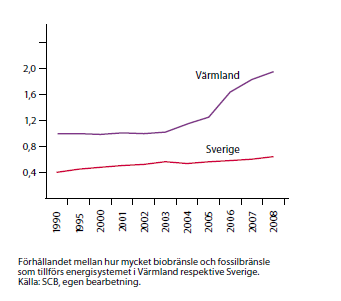 2,0
Värmland
1,6
1,2
Sverige
0,8
0,4
1990 1995 2000 2001 2002 2003 2004 2005 2006 2007 2008
Förhållandet mellan hur mycket biobränsle och fossilbränsle
som tillförs energisystemet i Värmland respektive Sverige.
Källa: SCB, egen bearbetning.